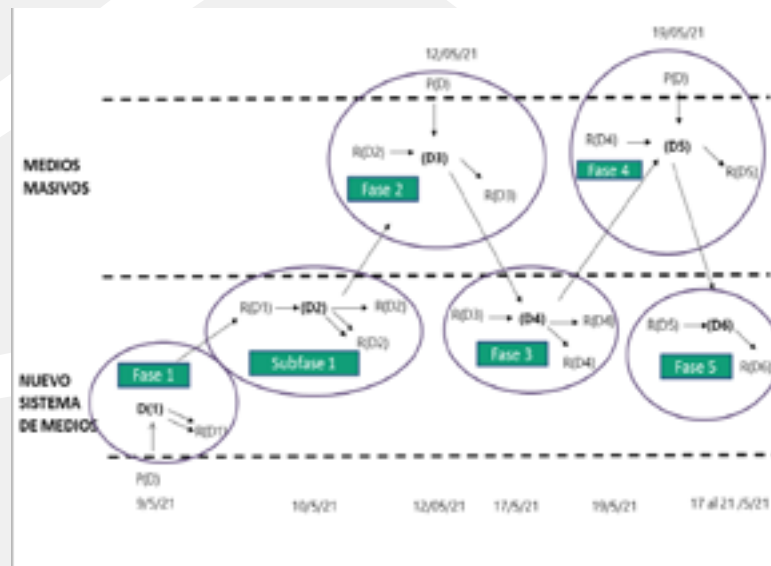 12/05/21
19/05/21
P(D)
P(D)
MEDIOS
MASIVOS
R(D2)
(D3)
R(D3)
Fase 2
R(D4)
(D5)
R(D5)
Fase 4
R(D1)
(D2)
R(D2)
R(D2)
Subfase 1
R(D3)
(D4)
R(D4)
R(D4)
Fase 3
R(D5)
(D6)
R(D6)
Fase 5
NUEVO
SISTEMA
DE MEDIOS
Fase 1
D(1)
R(D1)
P(D)
9/5/21
10/5/21
12/05/21
17/5/21
19/5/21
17 al 21 /5/21